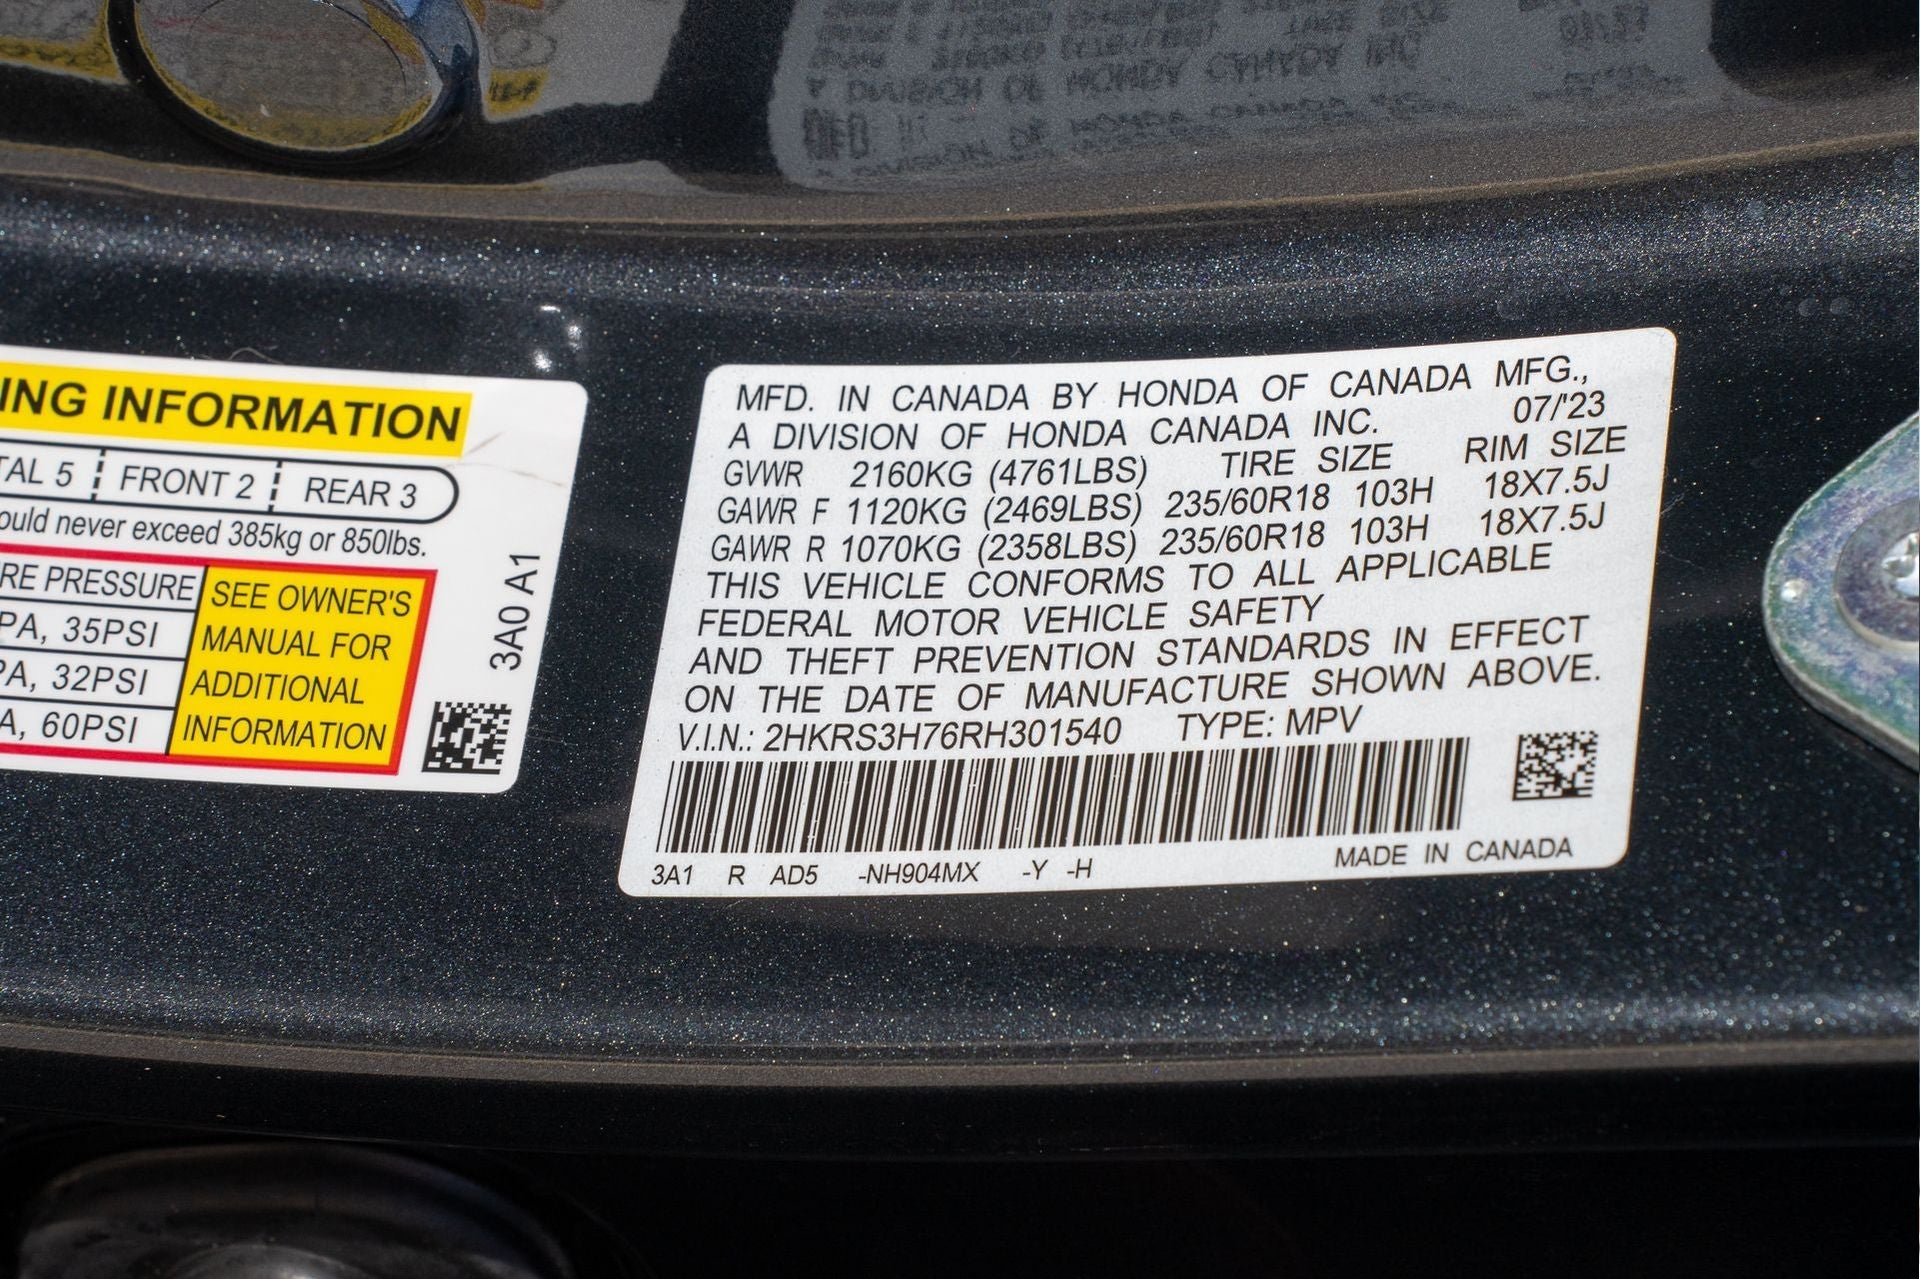 ING INFORMATION
TAL 5 FRONT 2 REAR 3
ould never exceed 385kg or 850lbs.
RE PRESSURE
PA, 35PSI
PA, 32PSI
A, 60PSI
SEE OWNER'S
MANUAL FOR
ADDITIONAL
INFORMATION
3A0 A1
MFD. IN CANADA BY HONDA OF CANADA MFG.,
A DIVISION OF HONDA CANADA INC. 07/'23
GVWR 2160KG (4761LBS) TIRE SIZE RIM SIZE
GAWR F 1120KG (2469LBS) 235/60R18 103H 18X7.5J
GAWR R 1070KG (2358LBS) 235/60R18 103H 18X7.5J
THIS VEHICLE CONFORMS TO ALL APPLICABLE
FEDERAL MOTOR VEHICLE SAFETY
AND THEFT PREVENTION STANDARDS IN EFFECT
ON THE DATE OF MANUFACTURE SHOWN ABOVE.
V.I.N.: 2HKRS3H76RH301540 TYPE: MPV
3A1 R AD5 -NH904MX -Y -H MADE IN CANADA